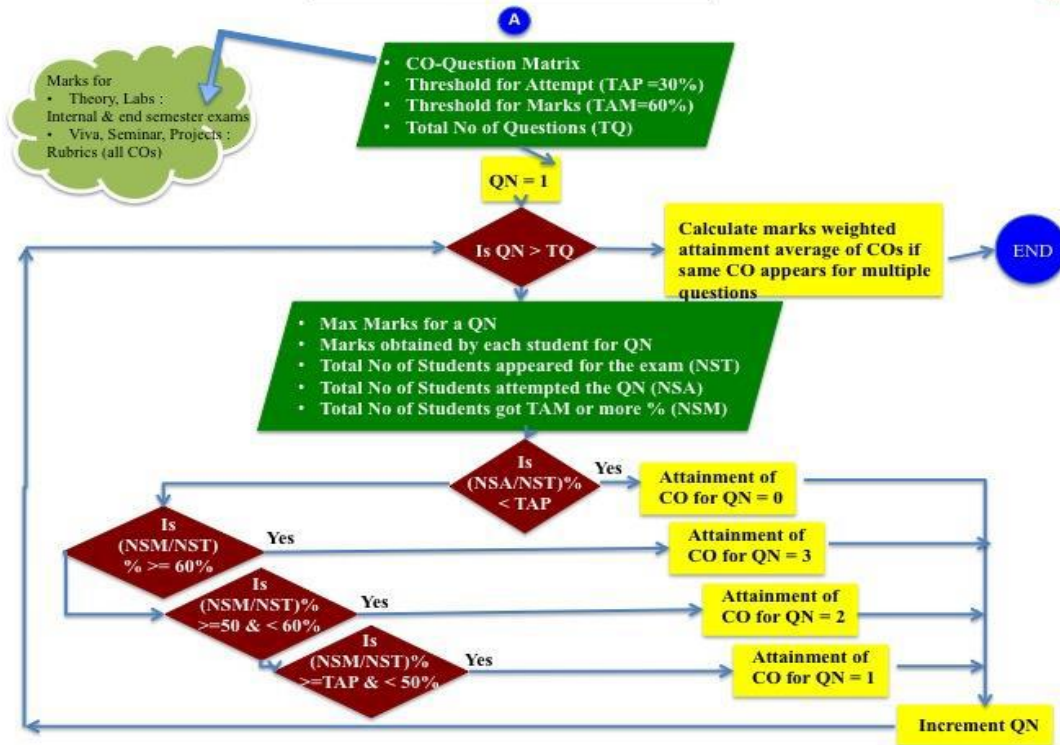 A
• CO-Question Matrix
• Threshold for Attempt (TAP =30%)
• Threshold for Marks (TAM=60%)
• Total No of Questions (TQ)
Marks for
• Theory, Labs :
Internal & end semester exams
• Viva, Seminar, Projects :
Rubrics (all COs)
QN = 1
Is QN > TQ
Calculate marks weighted
attainment average of COs if
same CO appears for multiple
questions
END
• Max Marks for a QN
• Marks obtained by each student for QN
• Total No of Students appeared for the exam (NST)
• Total No of Students attempted the QN (NSA)
• Total No of Students got TAM or more % (NSM)
Is
(NSA/NST)%
< TAP
Yes
Attainment of
CO for QN = 0
Is
(NSM/NST)
% >= 60%
Yes
Attainment of
CO for QN = 3
Is
(NSM/NST)%
>=50 & < 60%
Yes
Attainment of
CO for QN = 2
Is
(NSM/NST)%
>=TAP & < 50%
Yes
Attainment of
CO for QN = 1
Increment QN